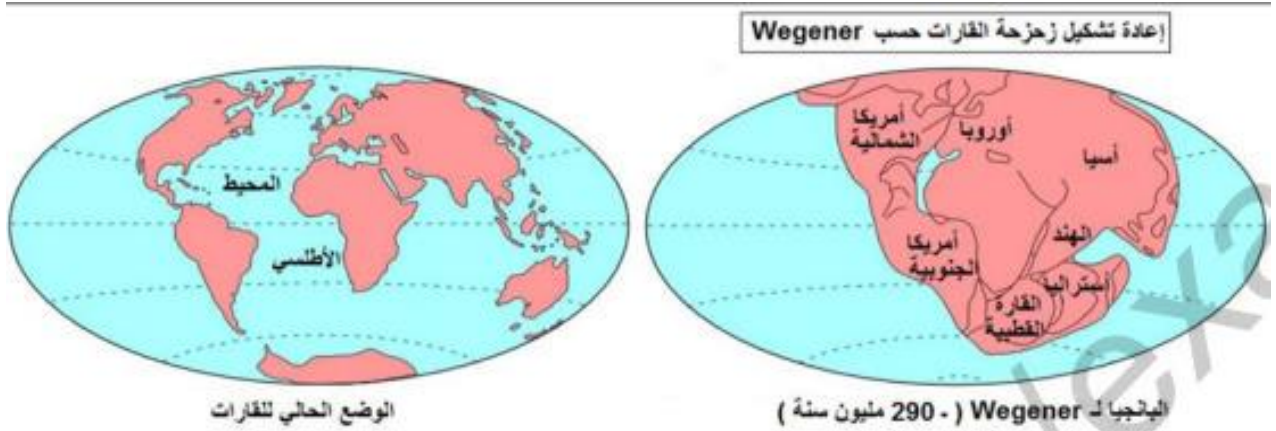 إعادة تشكيل زحزحة القارات حسب Wegener
أمريكا
الشمالية
أوروبا
أسيا
الهند
أمريكا
الجنوبية
أستراليا
القارة
القطبية
البانجيا لـ Wegener ( - 290 مليون سنة )
المحيط
الأطلسي
الوضع الحالي للقارات